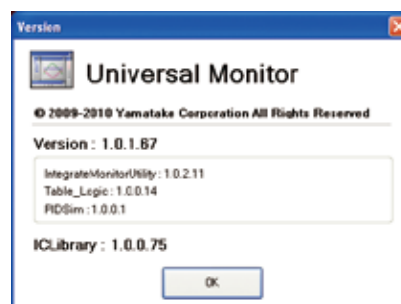 Version
Universal Monitor
© 2009-2010 Yamatake Corporation All Rights Reserved
Version : 1.0.1.67
IntegrateMonitorUtility : 1.0.2.11
Table_Logic : 1.0.0.14
PIDSim : 1.0.0.1
ICLibrary : 1.0.0.75
OK